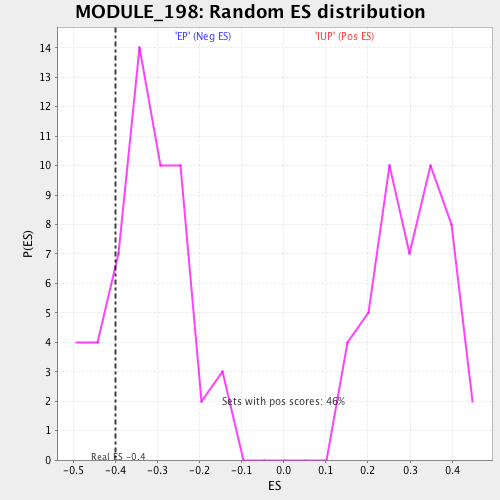 MODULE_198: Random ES distribution
'EP' (Neg ES) 'IUP' (Pos ES)
14
13
12
11
10
9
8
7
6
5
4
3
2
1
0
P(ES)
Sets with pos scores: 46%
Real ES -0.4
-0.5 -0.4 -0.3 -0.2 -0.1 0.0 0.1 0.2 0.3 0.4
ES